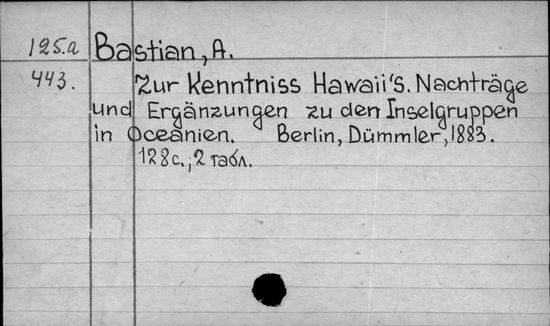 125.a Bastian, A.
443. Zur Kenntniss Hawaii's. Nachträge
und Ergänzungen zu den Inselgruppen
in Oceanien. Berlin, Dümmler, 1883.
128 с., 2 табл.